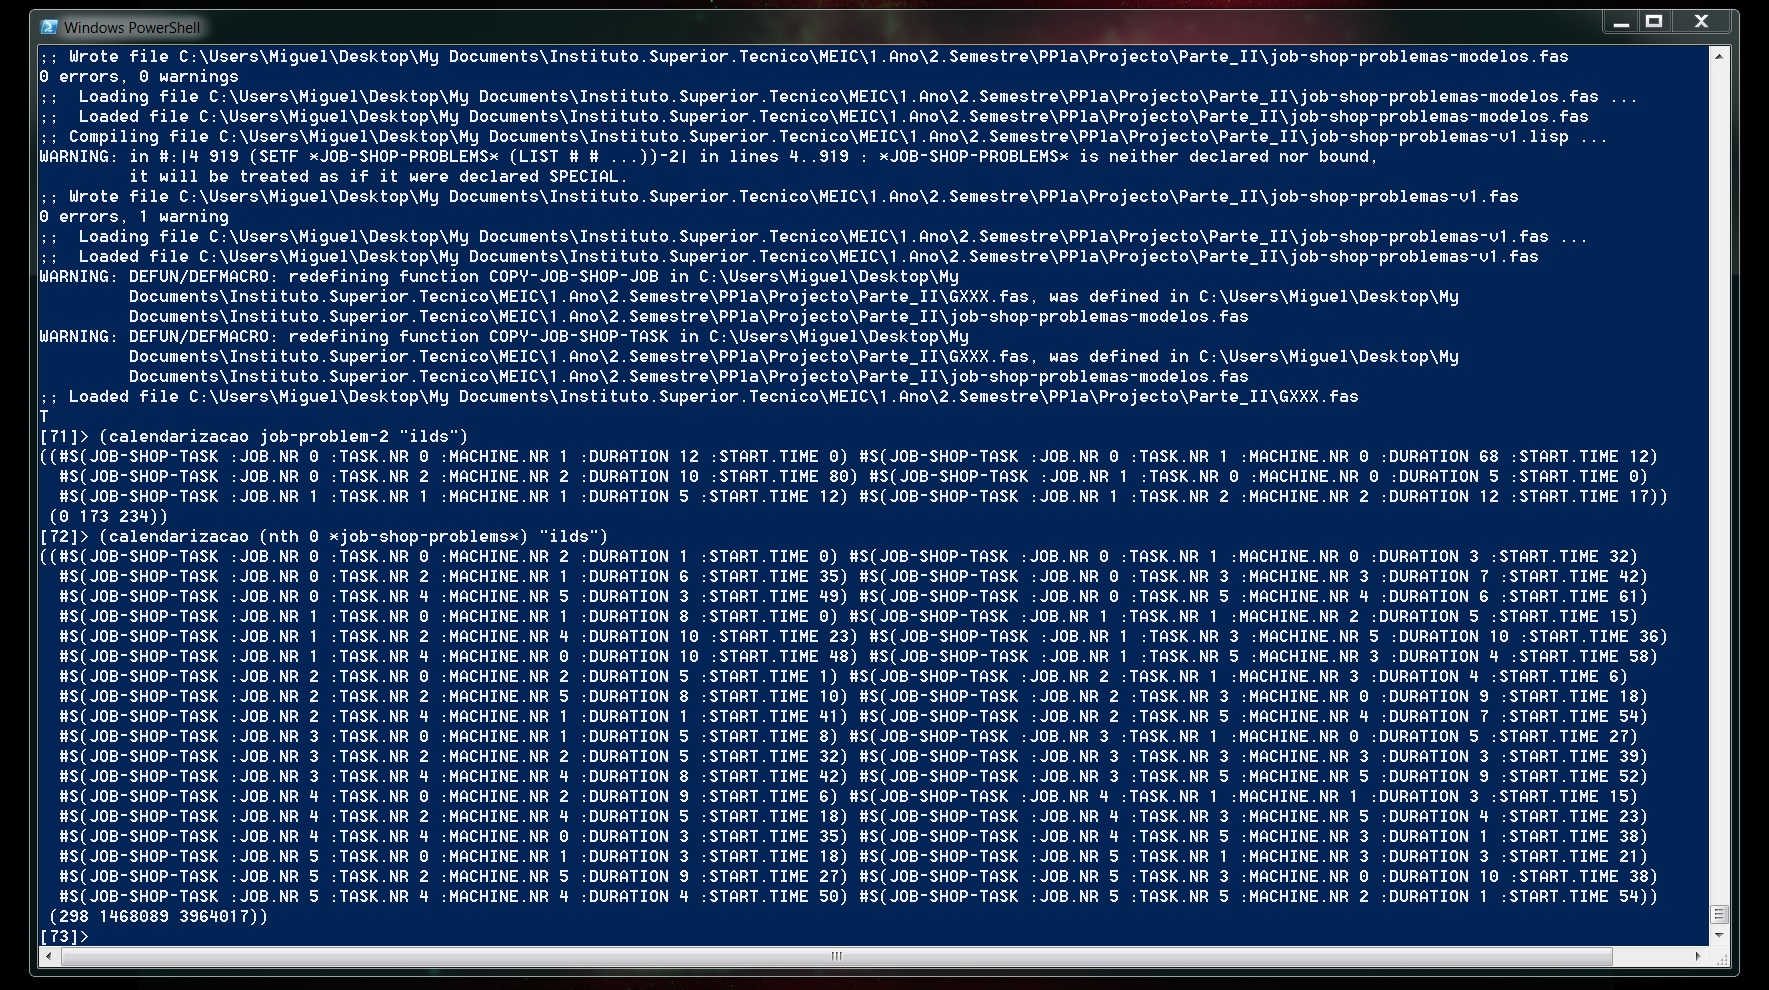 Windows PowerShell
;; Wrote file C:\Users\Miguel\Desktop\My Documents\Instituto.Superior.Tecnico\MEIC\1.Ano\2.Semestre\PPla\Projecto\Parte_II\job-shop-problemas-modelos.fas
0 errors, 0 warnings
;;  Loading file C:\Users\Miguel\Desktop\My Documents\Instituto.Superior.Tecnico\MEIC\1.Ano\2.Semestre\PPla\Projecto\Parte_II\job-shop-problemas-modelos.fas ...
;;  Loaded file C:\Users\Miguel\Desktop\My Documents\Instituto.Superior.Tecnico\MEIC\1.Ano\2.Semestre\PPla\Projecto\Parte_II\job-shop-problemas-modelos.fas
;; Compiling file C:\Users\Miguel\Desktop\My Documents\Instituto.Superior.Tecnico\MEIC\1.Ano\2.Semestre\PPla\Projecto\Parte_II\job-shop-problemas-v1.lisp ...
WARNING: in #:|4 919 (SETF *JOB-SHOP-PROBLEMS* (LIST # # ...))-2| in lines 4..919 : *JOB-SHOP-PROBLEMS* is neither declared nor bound,
         it will be treated as if it were declared SPECIAL.
;; Wrote file C:\Users\Miguel\Desktop\My Documents\Instituto.Superior.Tecnico\MEIC\1.Ano\2.Semestre\PPla\Projecto\Parte_II\job-shop-problemas-v1.fas
0 errors, 1 warning
;;  Loading file C:\Users\Miguel\Desktop\My Documents\Instituto.Superior.Tecnico\MEIC\1.Ano\2.Semestre\PPla\Projecto\Parte_II\job-shop-problemas-v1.fas ...
;;  Loaded file C:\Users\Miguel\Desktop\My Documents\Instituto.Superior.Tecnico\MEIC\1.Ano\2.Semestre\PPla\Projecto\Parte_II\job-shop-problemas-v1.fas
WARNING: DEFUN/DEFMACRO: redefining function COPY-JOB-SHOP-JOB in C:\Users\Miguel\Desktop\My
         Documents\Instituto.Superior.Tecnico\MEIC\1.Ano\2.Semestre\PPla\Projecto\Parte_II\GXXX.fas, was defined in C:\Users\Miguel\Desktop\My
         Documents\Instituto.Superior.Tecnico\MEIC\1.Ano\2.Semestre\PPla\Projecto\Parte_II\job-shop-problemas-modelos.fas
WARNING: DEFUN/DEFMACRO: redefining function COPY-JOB-SHOP-TASK in C:\Users\Miguel\Desktop\My
         Documents\Instituto.Superior.Tecnico\MEIC\1.Ano\2.Semestre\PPla\Projecto\Parte_II\GXXX.fas, was defined in C:\Users\Miguel\Desktop\My
         Documents\Instituto.Superior.Tecnico\MEIC\1.Ano\2.Semestre\PPla\Projecto\Parte_II\job-shop-problemas-modelos.fas
;; Loaded file C:\Users\Miguel\Desktop\My Documents\Instituto.Superior.Tecnico\MEIC\1.Ano\2.Semestre\PPla\Projecto\Parte_II\GXXX.fas
T
[71]> (calendarizacao job-problem-2 "ilds")
((#S(JOB-SHOP-TASK :JOB.NR 0 :TASK.NR 0 :MACHINE.NR 1 :DURATION 12 :START.TIME 0) #S(JOB-SHOP-TASK :JOB.NR 0 :TASK.NR 1 :MACHINE.NR 0 :DURATION 68 :START.TIME 12)
  #S(JOB-SHOP-TASK :JOB.NR 0 :TASK.NR 2 :MACHINE.NR 2 :DURATION 10 :START.TIME 80) #S(JOB-SHOP-TASK :JOB.NR 1 :TASK.NR 0 :MACHINE.NR 0 :DURATION 5 :START.TIME 0)
  #S(JOB-SHOP-TASK :JOB.NR 1 :TASK.NR 1 :MACHINE.NR 1 :DURATION 5 :START.TIME 12) #S(JOB-SHOP-TASK :JOB.NR 1 :TASK.NR 2 :MACHINE.NR 2 :DURATION 12 :START.TIME 17))
 (0 173 234))
[72]> (calendarizacao (nth 0 *job-shop-problems*) "ilds")
((#S(JOB-SHOP-TASK :JOB.NR 0 :TASK.NR 0 :MACHINE.NR 2 :DURATION 1 :START.TIME 0) #S(JOB-SHOP-TASK :JOB.NR 0 :TASK.NR 1 :MACHINE.NR 0 :DURATION 3 :START.TIME 32)
  #S(JOB-SHOP-TASK :JOB.NR 0 :TASK.NR 2 :MACHINE.NR 1 :DURATION 6 :START.TIME 35) #S(JOB-SHOP-TASK :JOB.NR 0 :TASK.NR 3 :MACHINE.NR 3 :DURATION 7 :START.TIME 42)
  #S(JOB-SHOP-TASK :JOB.NR 0 :TASK.NR 4 :MACHINE.NR 5 :DURATION 3 :START.TIME 49) #S(JOB-SHOP-TASK :JOB.NR 0 :TASK.NR 5 :MACHINE.NR 4 :DURATION 6 :START.TIME 61)
  #S(JOB-SHOP-TASK :JOB.NR 1 :TASK.NR 0 :MACHINE.NR 1 :DURATION 8 :START.TIME 0) #S(JOB-SHOP-TASK :JOB.NR 1 :TASK.NR 1 :MACHINE.NR 2 :DURATION 5 :START.TIME 15)
  #S(JOB-SHOP-TASK :JOB.NR 1 :TASK.NR 2 :MACHINE.NR 4 :DURATION 10 :START.TIME 23) #S(JOB-SHOP-TASK :JOB.NR 1 :TASK.NR 3 :MACHINE.NR 5 :DURATION 10 :START.TIME 36)
  #S(JOB-SHOP-TASK :JOB.NR 1 :TASK.NR 4 :MACHINE.NR 0 :DURATION 10 :START.TIME 48) #S(JOB-SHOP-TASK :JOB.NR 1 :TASK.NR 5 :MACHINE.NR 3 :DURATION 4 :START.TIME 58)
  #S(JOB-SHOP-TASK :JOB.NR 2 :TASK.NR 0 :MACHINE.NR 2 :DURATION 5 :START.TIME 1) #S(JOB-SHOP-TASK :JOB.NR 2 :TASK.NR 1 :MACHINE.NR 3 :DURATION 4 :START.TIME 6)
  #S(JOB-SHOP-TASK :JOB.NR 2 :TASK.NR 2 :MACHINE.NR 5 :DURATION 8 :START.TIME 10) #S(JOB-SHOP-TASK :JOB.NR 2 :TASK.NR 3 :MACHINE.NR 0 :DURATION 9 :START.TIME 18)
  #S(JOB-SHOP-TASK :JOB.NR 2 :TASK.NR 4 :MACHINE.NR 1 :DURATION 1 :START.TIME 41) #S(JOB-SHOP-TASK :JOB.NR 2 :TASK.NR 5 :MACHINE.NR 4 :DURATION 7 :START.TIME 54)
  #S(JOB-SHOP-TASK :JOB.NR 3 :TASK.NR 0 :MACHINE.NR 1 :DURATION 5 :START.TIME 8) #S(JOB-SHOP-TASK :JOB.NR 3 :TASK.NR 1 :MACHINE.NR 0 :DURATION 5 :START.TIME 27)
  #S(JOB-SHOP-TASK :JOB.NR 3 :TASK.NR 2 :MACHINE.NR 2 :DURATION 5 :START.TIME 32) #S(JOB-SHOP-TASK :JOB.NR 3 :TASK.NR 3 :MACHINE.NR 3 :DURATION 3 :START.TIME 39)
  #S(JOB-SHOP-TASK :JOB.NR 3 :TASK.NR 4 :MACHINE.NR 4 :DURATION 8 :START.TIME 42) #S(JOB-SHOP-TASK :JOB.NR 3 :TASK.NR 5 :MACHINE.NR 5 :DURATION 9 :START.TIME 52)
  #S(JOB-SHOP-TASK :JOB.NR 4 :TASK.NR 0 :MACHINE.NR 2 :DURATION 9 :START.TIME 6) #S(JOB-SHOP-TASK :JOB.NR 4 :TASK.NR 1 :MACHINE.NR 1 :DURATION 3 :START.TIME 15)
  #S(JOB-SHOP-TASK :JOB.NR 4 :TASK.NR 2 :MACHINE.NR 4 :DURATION 5 :START.TIME 18) #S(JOB-SHOP-TASK :JOB.NR 4 :TASK.NR 3 :MACHINE.NR 5 :DURATION 4 :START.TIME 23)
  #S(JOB-SHOP-TASK :JOB.NR 4 :TASK.NR 4 :MACHINE.NR 0 :DURATION 3 :START.TIME 35) #S(JOB-SHOP-TASK :JOB.NR 4 :TASK.NR 5 :MACHINE.NR 3 :DURATION 1 :START.TIME 38)
  #S(JOB-SHOP-TASK :JOB.NR 5 :TASK.NR 0 :MACHINE.NR 1 :DURATION 3 :START.TIME 18) #S(JOB-SHOP-TASK :JOB.NR 5 :TASK.NR 1 :MACHINE.NR 3 :DURATION 3 :START.TIME 21)
  #S(JOB-SHOP-TASK :JOB.NR 5 :TASK.NR 2 :MACHINE.NR 5 :DURATION 9 :START.TIME 27) #S(JOB-SHOP-TASK :JOB.NR 5 :TASK.NR 3 :MACHINE.NR 0 :DURATION 10 :START.TIME 38)
  #S(JOB-SHOP-TASK :JOB.NR 5 :TASK.NR 4 :MACHINE.NR 4 :DURATION 4 :START.TIME 50) #S(JOB-SHOP-TASK :JOB.NR 5 :TASK.NR 5 :MACHINE.NR 2 :DURATION 1 :START.TIME 54))
 (298 1468089 3964017))
[73]>